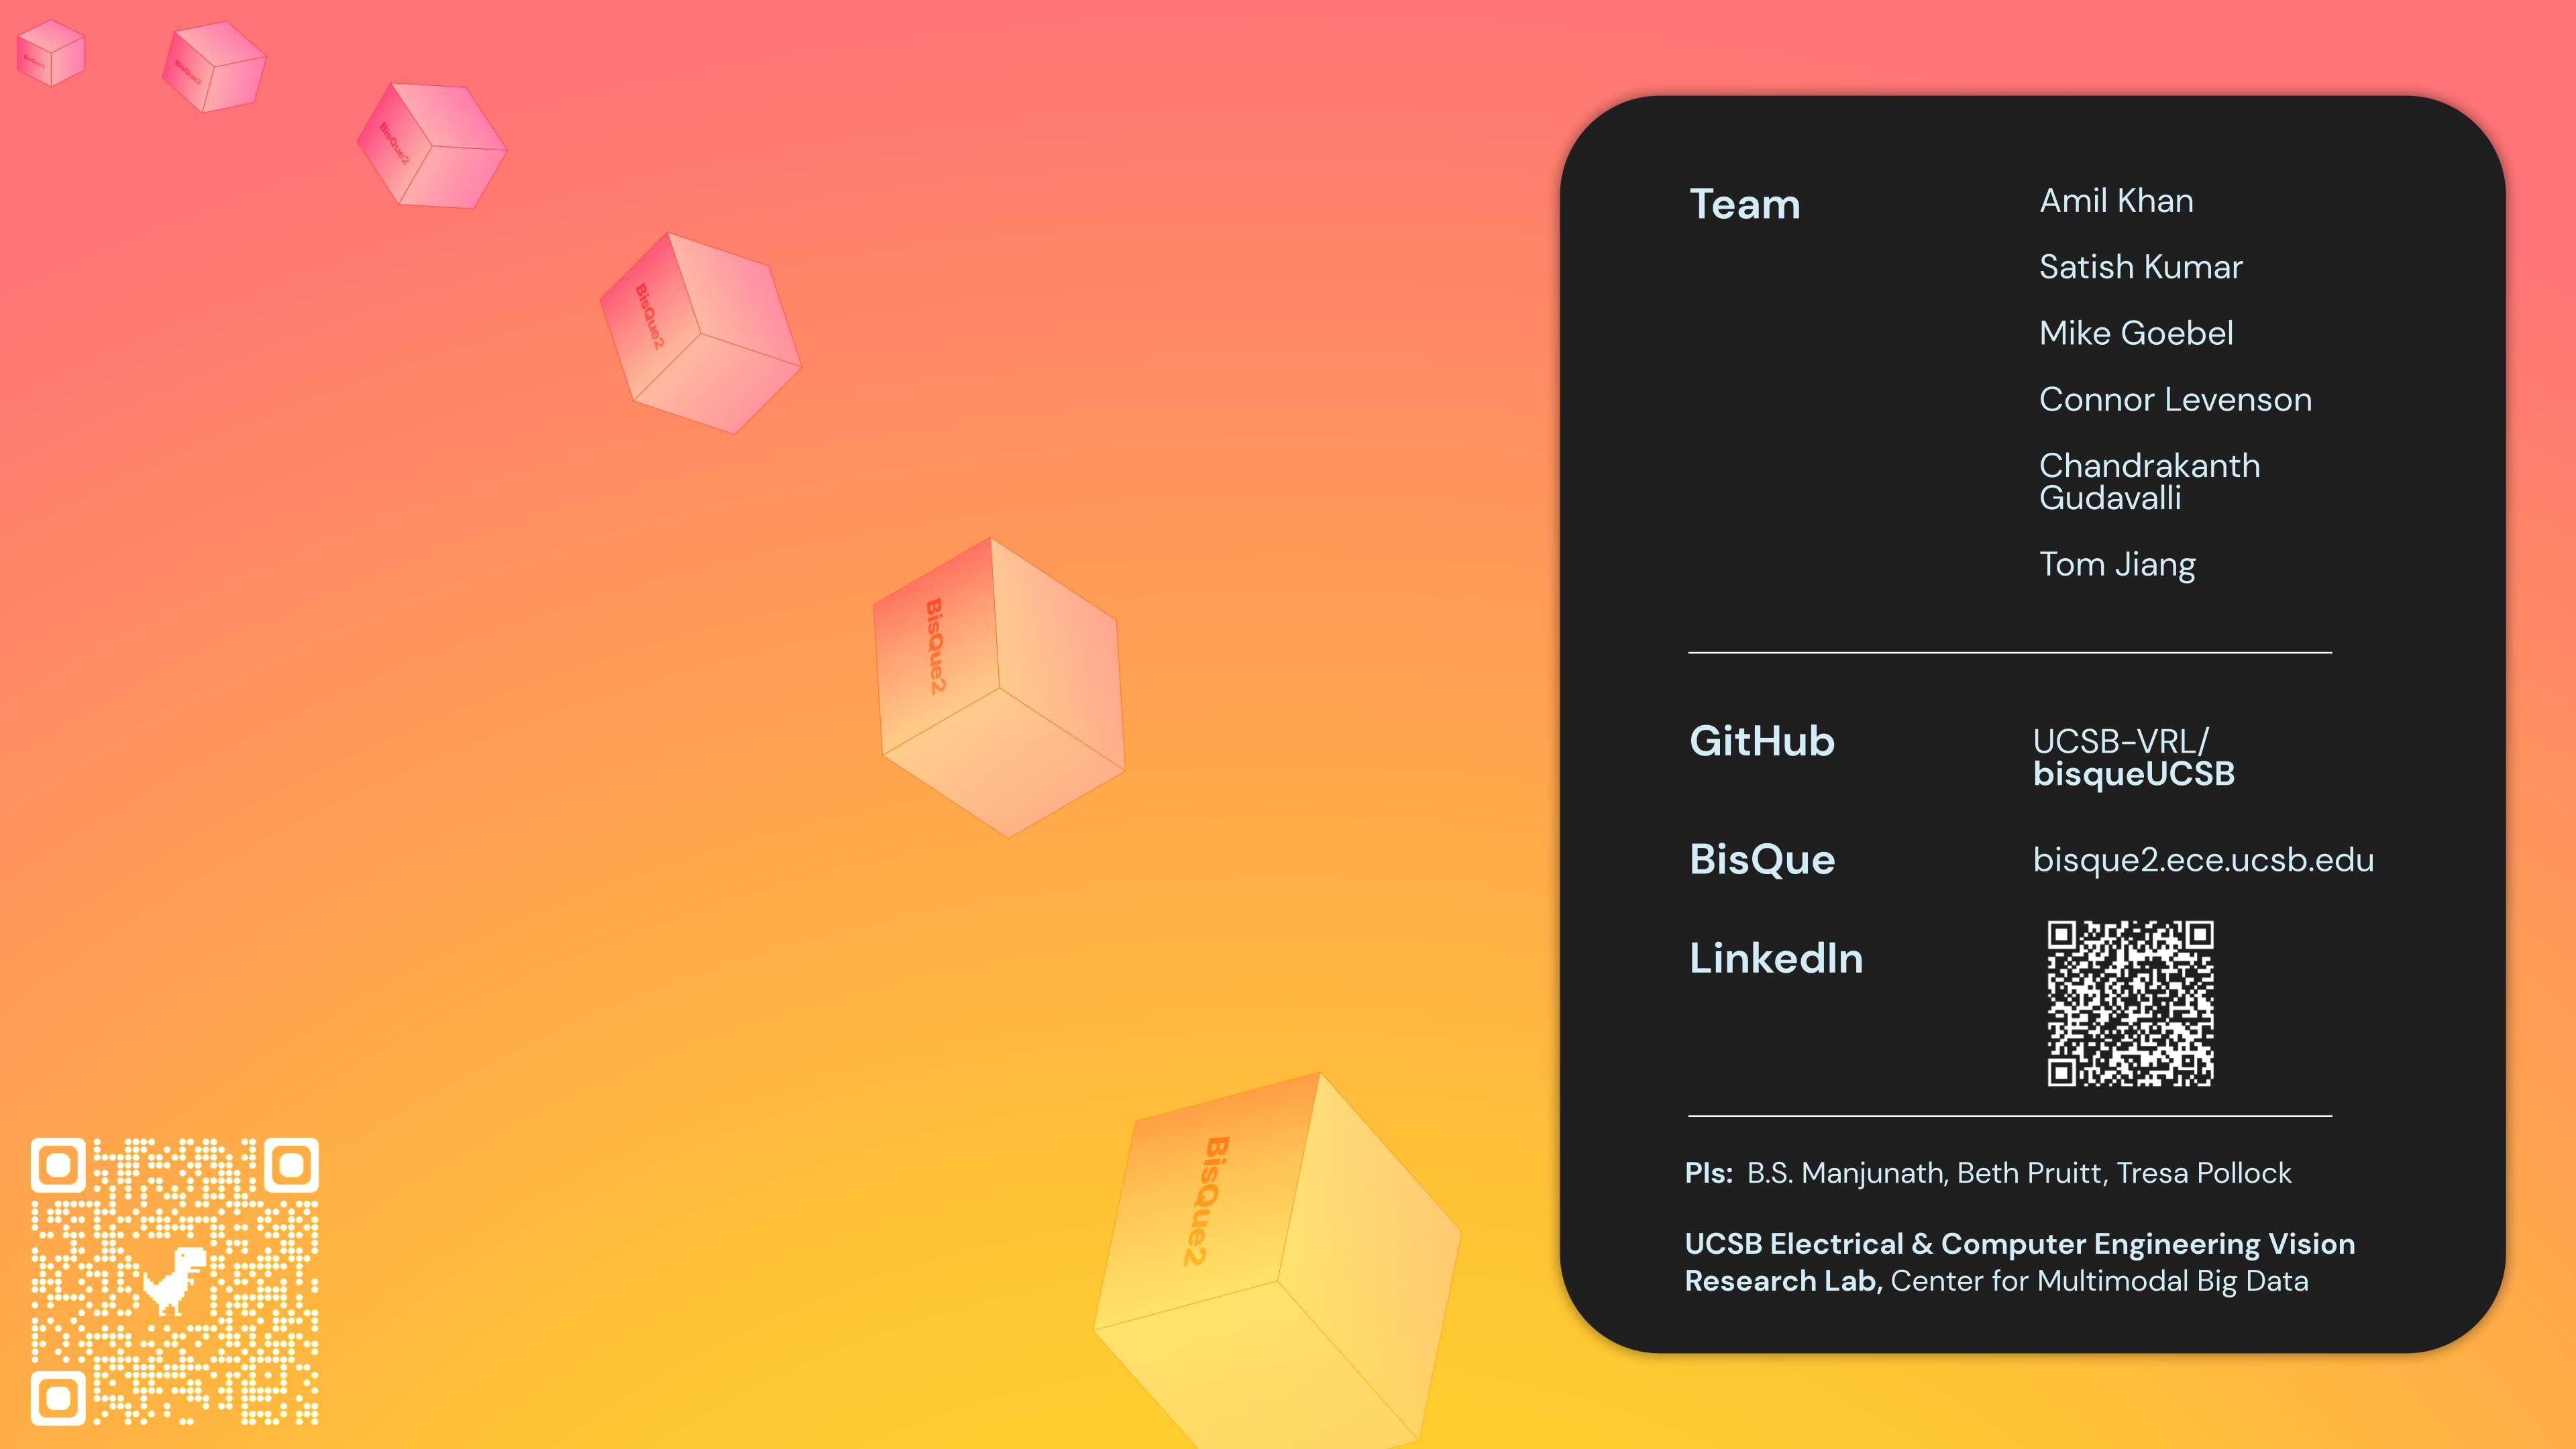 BisQue2
BisQue2
BisQue2
BisQue2
BisQue2
BisQue2
Team
Amil Khan
Satish Kumar
Mike Goebel
Connor Levenson
Chandrakanth
Gudavalli
Tom Jiang
GitHub
UCSB-VRL/
bisqueUCSB
BisQue
bisque2.ece.ucsb.edu
LinkedIn
PIs: B.S. Manjunath, Beth Pruitt, Tresa Pollock
UCSB Electrical & Computer Engineering Vision
Research Lab, Center for Multimodal Big Data